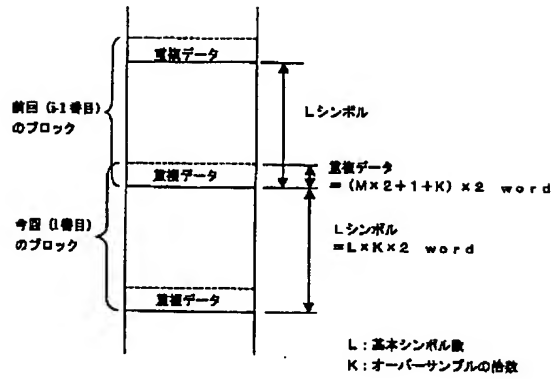 重複データ
前回 (i-1番目)
のブロック
Lシンボル
重複データ
重複データ
=(M×2+1+K)×2 word
今回 (i番目)
のブロック
Lシンボル
=L×K×2 word
重複データ
L:基本シンボル数
K:オーバーサンプルの倍数